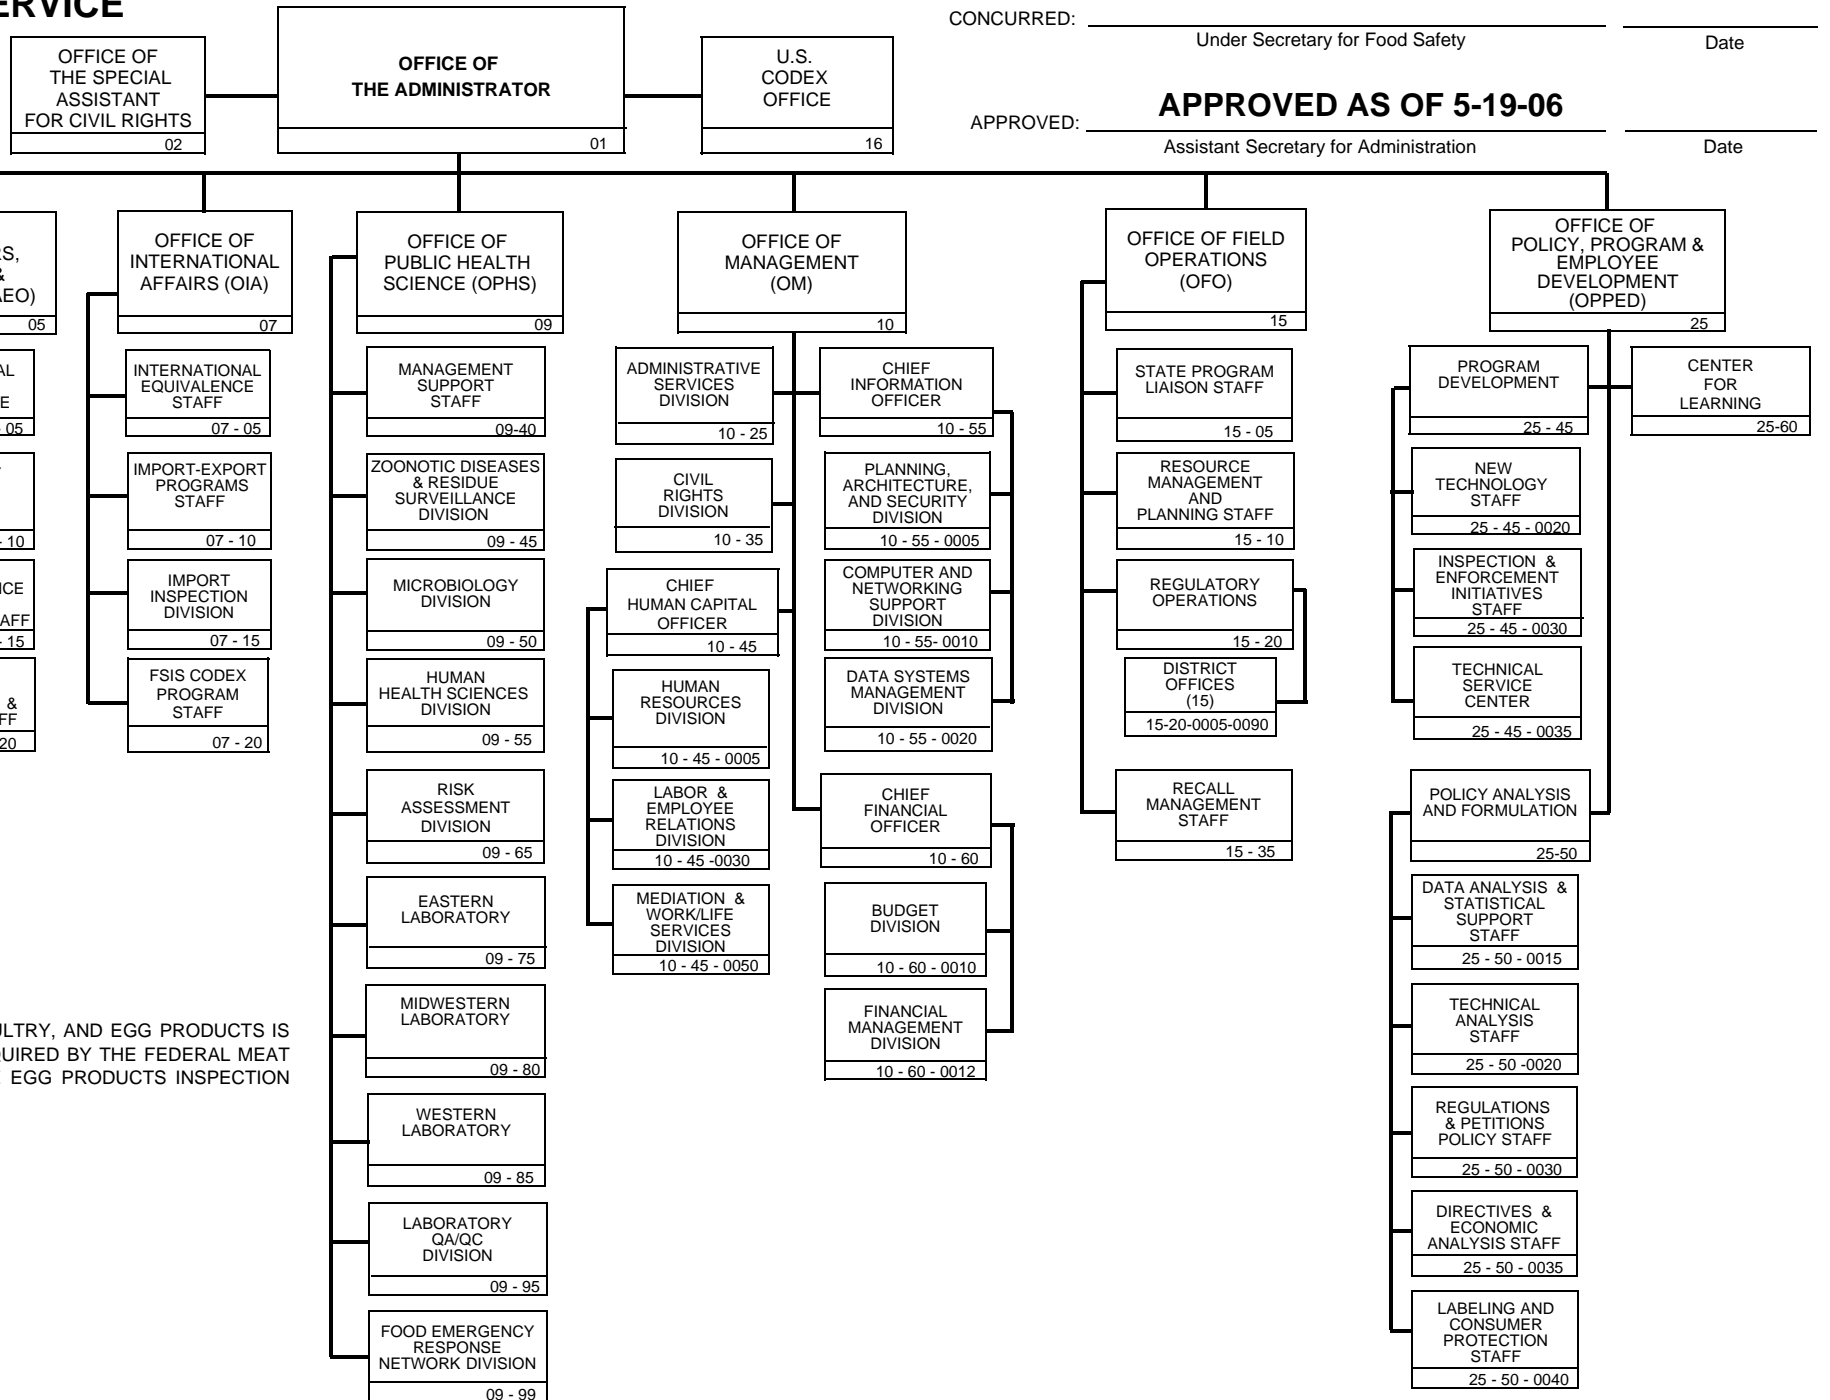 ERVICE
CONCURRED:
Under Secretary for Food Safety
Date
APPROVED AS OF 5-19-06
APPROVED:
Assistant Secretary for Administration
Date
OFFICE OF
THE SPECIAL
ASSISTANT
FOR CIVIL RIGHTS
02
OFFICE OF
THE ADMINISTRATOR
01
U.S.
CODEX
OFFICE
16
RS,
&
AEO)
05
AL
E
- 05
- 10
ICE
AFF
- 15
&
FF
20
OFFICE OF
INTERNATIONAL
AFFAIRS (OIA)
07
INTERNATIONAL
EQUIVALENCE
STAFF
07 - 05
IMPORT-EXPORT
PROGRAMS
STAFF
07 - 10
IMPORT
INSPECTION
DIVISION
07 - 15
FSIS CODEX
PROGRAM
STAFF
07 - 20
OFFICE OF
PUBLIC HEALTH
SCIENCE (OPHS)
09
MANAGEMENT
SUPPORT
STAFF
09-40
ZOONOTIC DISEASES
& RESIDUE
SURVEILLANCE
DIVISION
09 - 45
MICROBIOLOGY
DIVISION
09 - 50
HUMAN
HEALTH SCIENCES
DIVISION
09 - 55
RISK
ASSESSMENT
DIVISION
09 - 65
EASTERN
LABORATORY
09 - 75
MIDWESTERN
LABORATORY
09 - 80
WESTERN
LABORATORY
09 - 85
LABORATORY
QA/QC
DIVISION
09 - 95
FOOD EMERGENCY
RESPONSE
NETWORK DIVISION
09 - 99
OFFICE OF
MANAGEMENT
(OM)
10
ADMINISTRATIVE
SERVICES
DIVISION
10 - 25
CIVIL
RIGHTS
DIVISION
10 - 35
CHIEF
HUMAN CAPITAL
OFFICER
10 - 45
HUMAN
RESOURCES
DIVISION
10 - 45 - 0005
LABOR &
EMPLOYEE
RELATIONS
DIVISION
10 - 45 -0030
MEDIATION &
WORK/LIFE
SERVICES
DIVISION
10 - 45 - 0050
CHIEF
INFORMATION
OFFICER
10 - 55
PLANNING,
ARCHITECTURE,
AND SECURITY
DIVISION
10 - 55 - 0005
COMPUTER AND
NETWORKING
SUPPORT
DIVISION
10 - 55- 0010
DATA SYSTEMS
MANAGEMENT
DIVISION
10 - 55 - 0020
CHIEF
FINANCIAL
OFFICER
10 - 60
BUDGET
DIVISION
10 - 60 - 0010
FINANCIAL
MANAGEMENT
DIVISION
10 - 60 - 0012
OFFICE OF FIELD
OPERATIONS
(OFO)
15
STATE PROGRAM
LIAISON STAFF
15 - 05
RESOURCE
MANAGEMENT
AND
PLANNING STAFF
15 - 10
REGULATORY
OPERATIONS
15 - 20
DISTRICT
OFFICES
(15)
15-20-0005-0090
RECALL
MANAGEMENT
STAFF
15 - 35
OFFICE OF
POLICY, PROGRAM &
EMPLOYEE
DEVELOPMENT
(OPPED)
25
PROGRAM
DEVELOPMENT
25 - 45
CENTER
FOR
LEARNING
25-60
NEW
TECHNOLOGY
STAFF
25 - 45 - 0020
INSPECTION &
ENFORCEMENT
INITIATIVES
STAFF
25 - 45 - 0030
TECHNICAL
SERVICE
CENTER
25 - 45 - 0035
POLICY ANALYSIS
AND FORMULATION
25-50
DATA ANALYSIS &
STATISTICAL
SUPPORT
STAFF
25 - 50 - 0015
TECHNICAL
ANALYSIS
STAFF
25 - 50 -0020
REGULATIONS
& PETITIONS
POLICY STAFF
25 - 50 - 0030
DIRECTIVES &
ECONOMIC
ANALYSIS STAFF
25 - 50 - 0035
LABELING AND
CONSUMER
PROTECTION
STAFF
25 - 50 - 0040
ULTRY, AND EGG PRODUCTS IS
QUIRED BY THE FEDERAL MEAT
EGG PRODUCTS INSPECTION